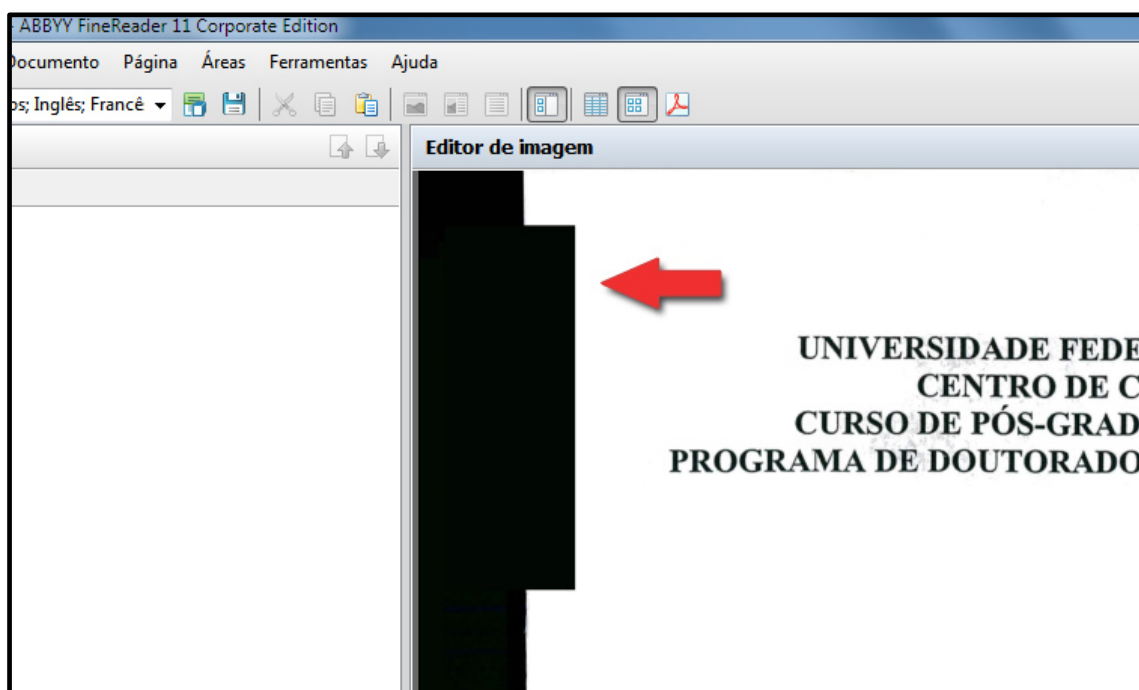 ABBYY FineReader 11 Corporate Edition
Documento Página Áreas Ferramentas Ajuda
os; Inglês; Francê
Editor de imagem
UNIVERSIDADE FEDE
CENTRO DE C
CURSO DE PÓS-GRAD
PROGRAMA DE DOUTORADO